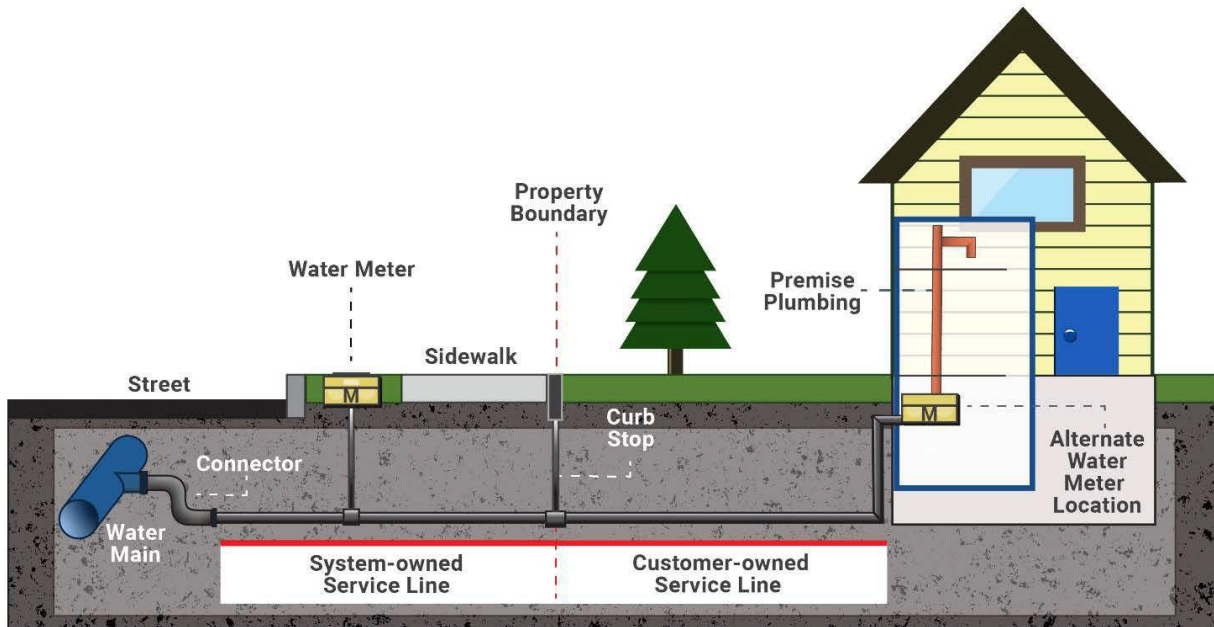 Property
Boundary
Water Meter
Premise
Plumbing
Sidewalk
Street
M
M
Curb
Stop
Connector
Alternate
Water
Meter
Location
Water
Main
System-owned
Service Line
Customer-owned
Service Line